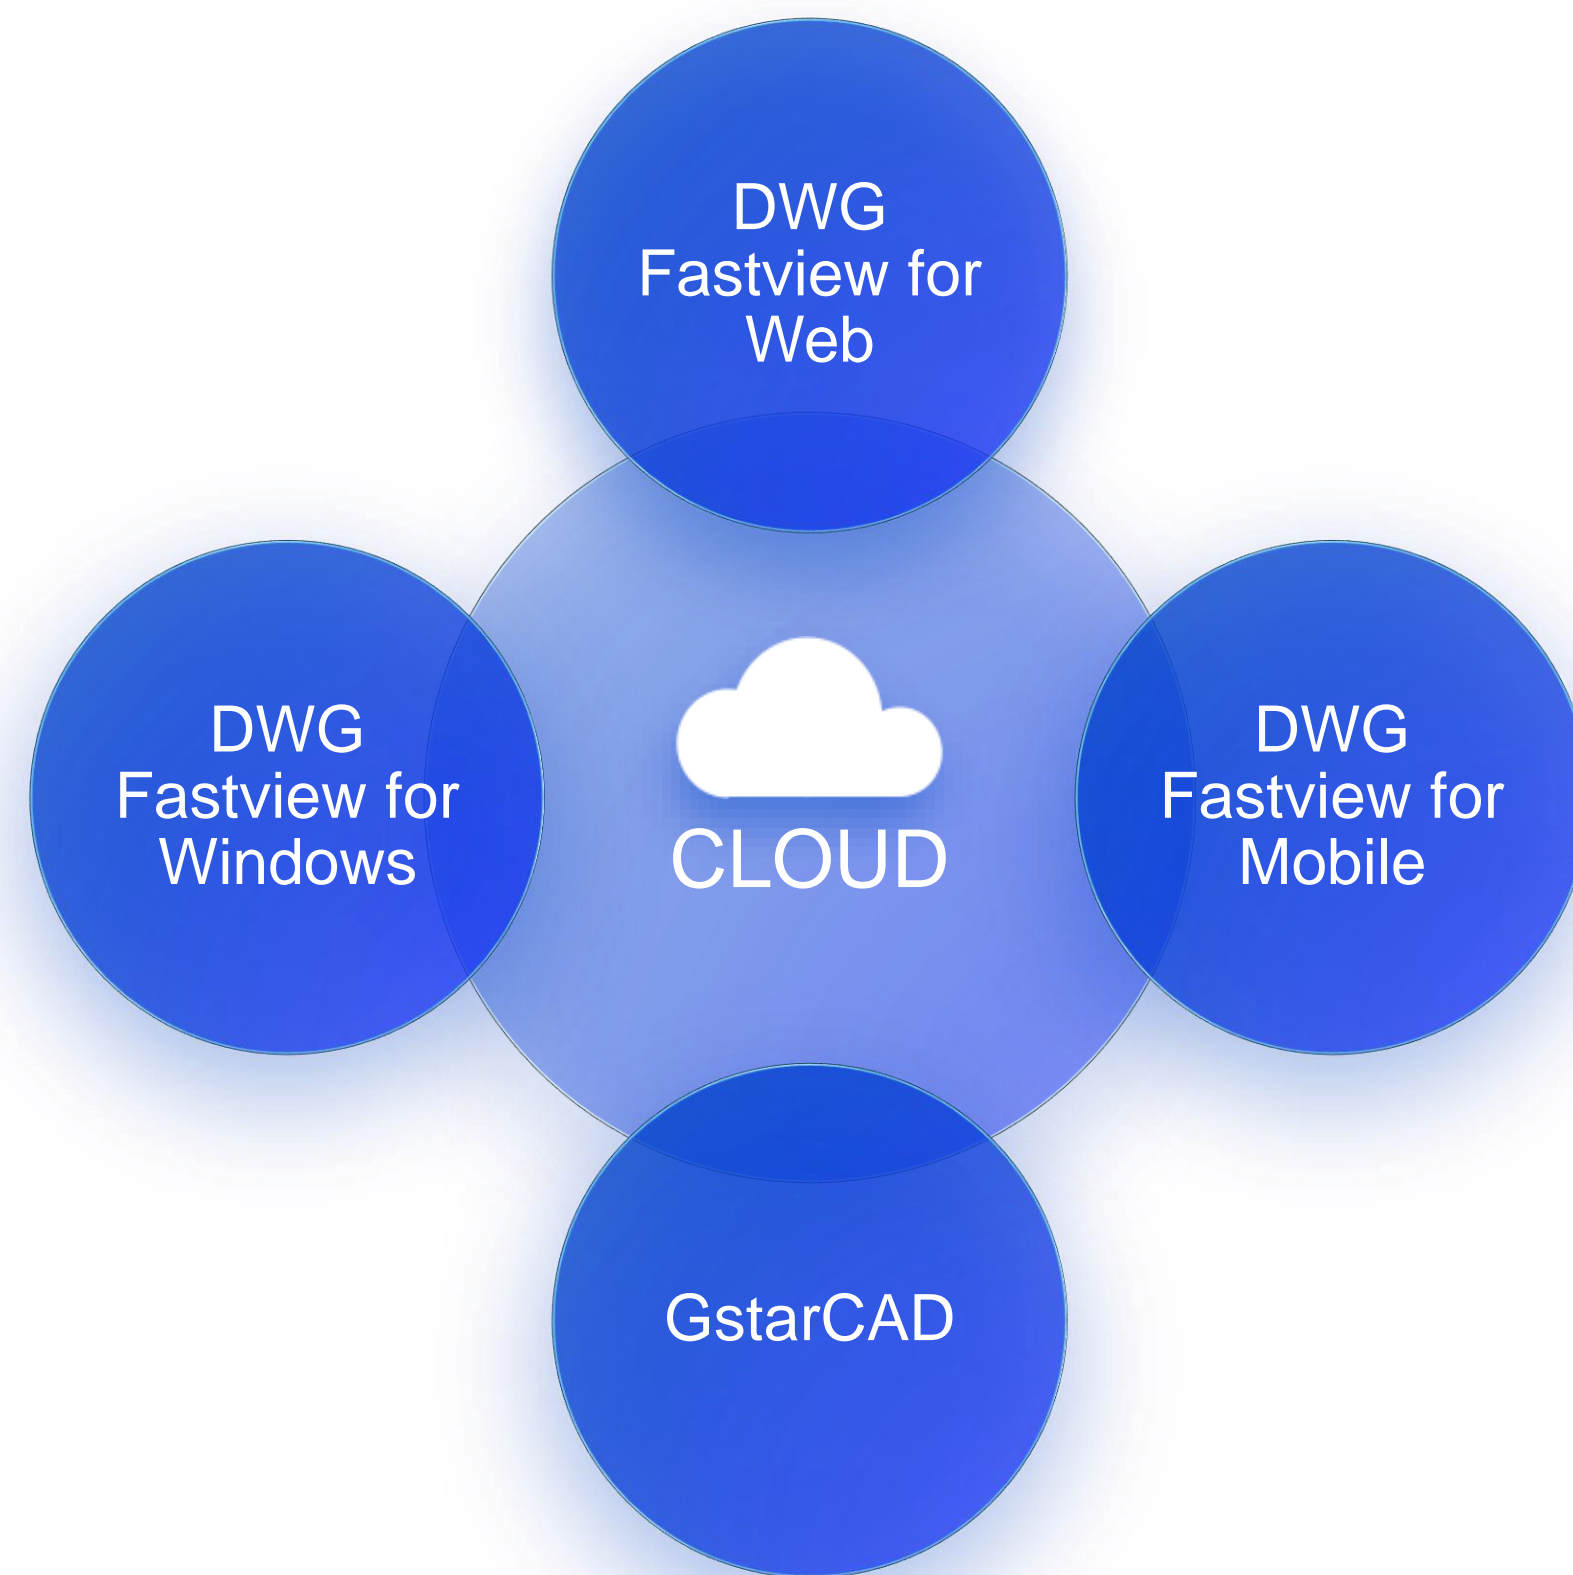 DWG
Fastview for
Web
DWG
Fastview for
Windows
CLOUD
DWG
Fastview for
Mobile
GstarCAD